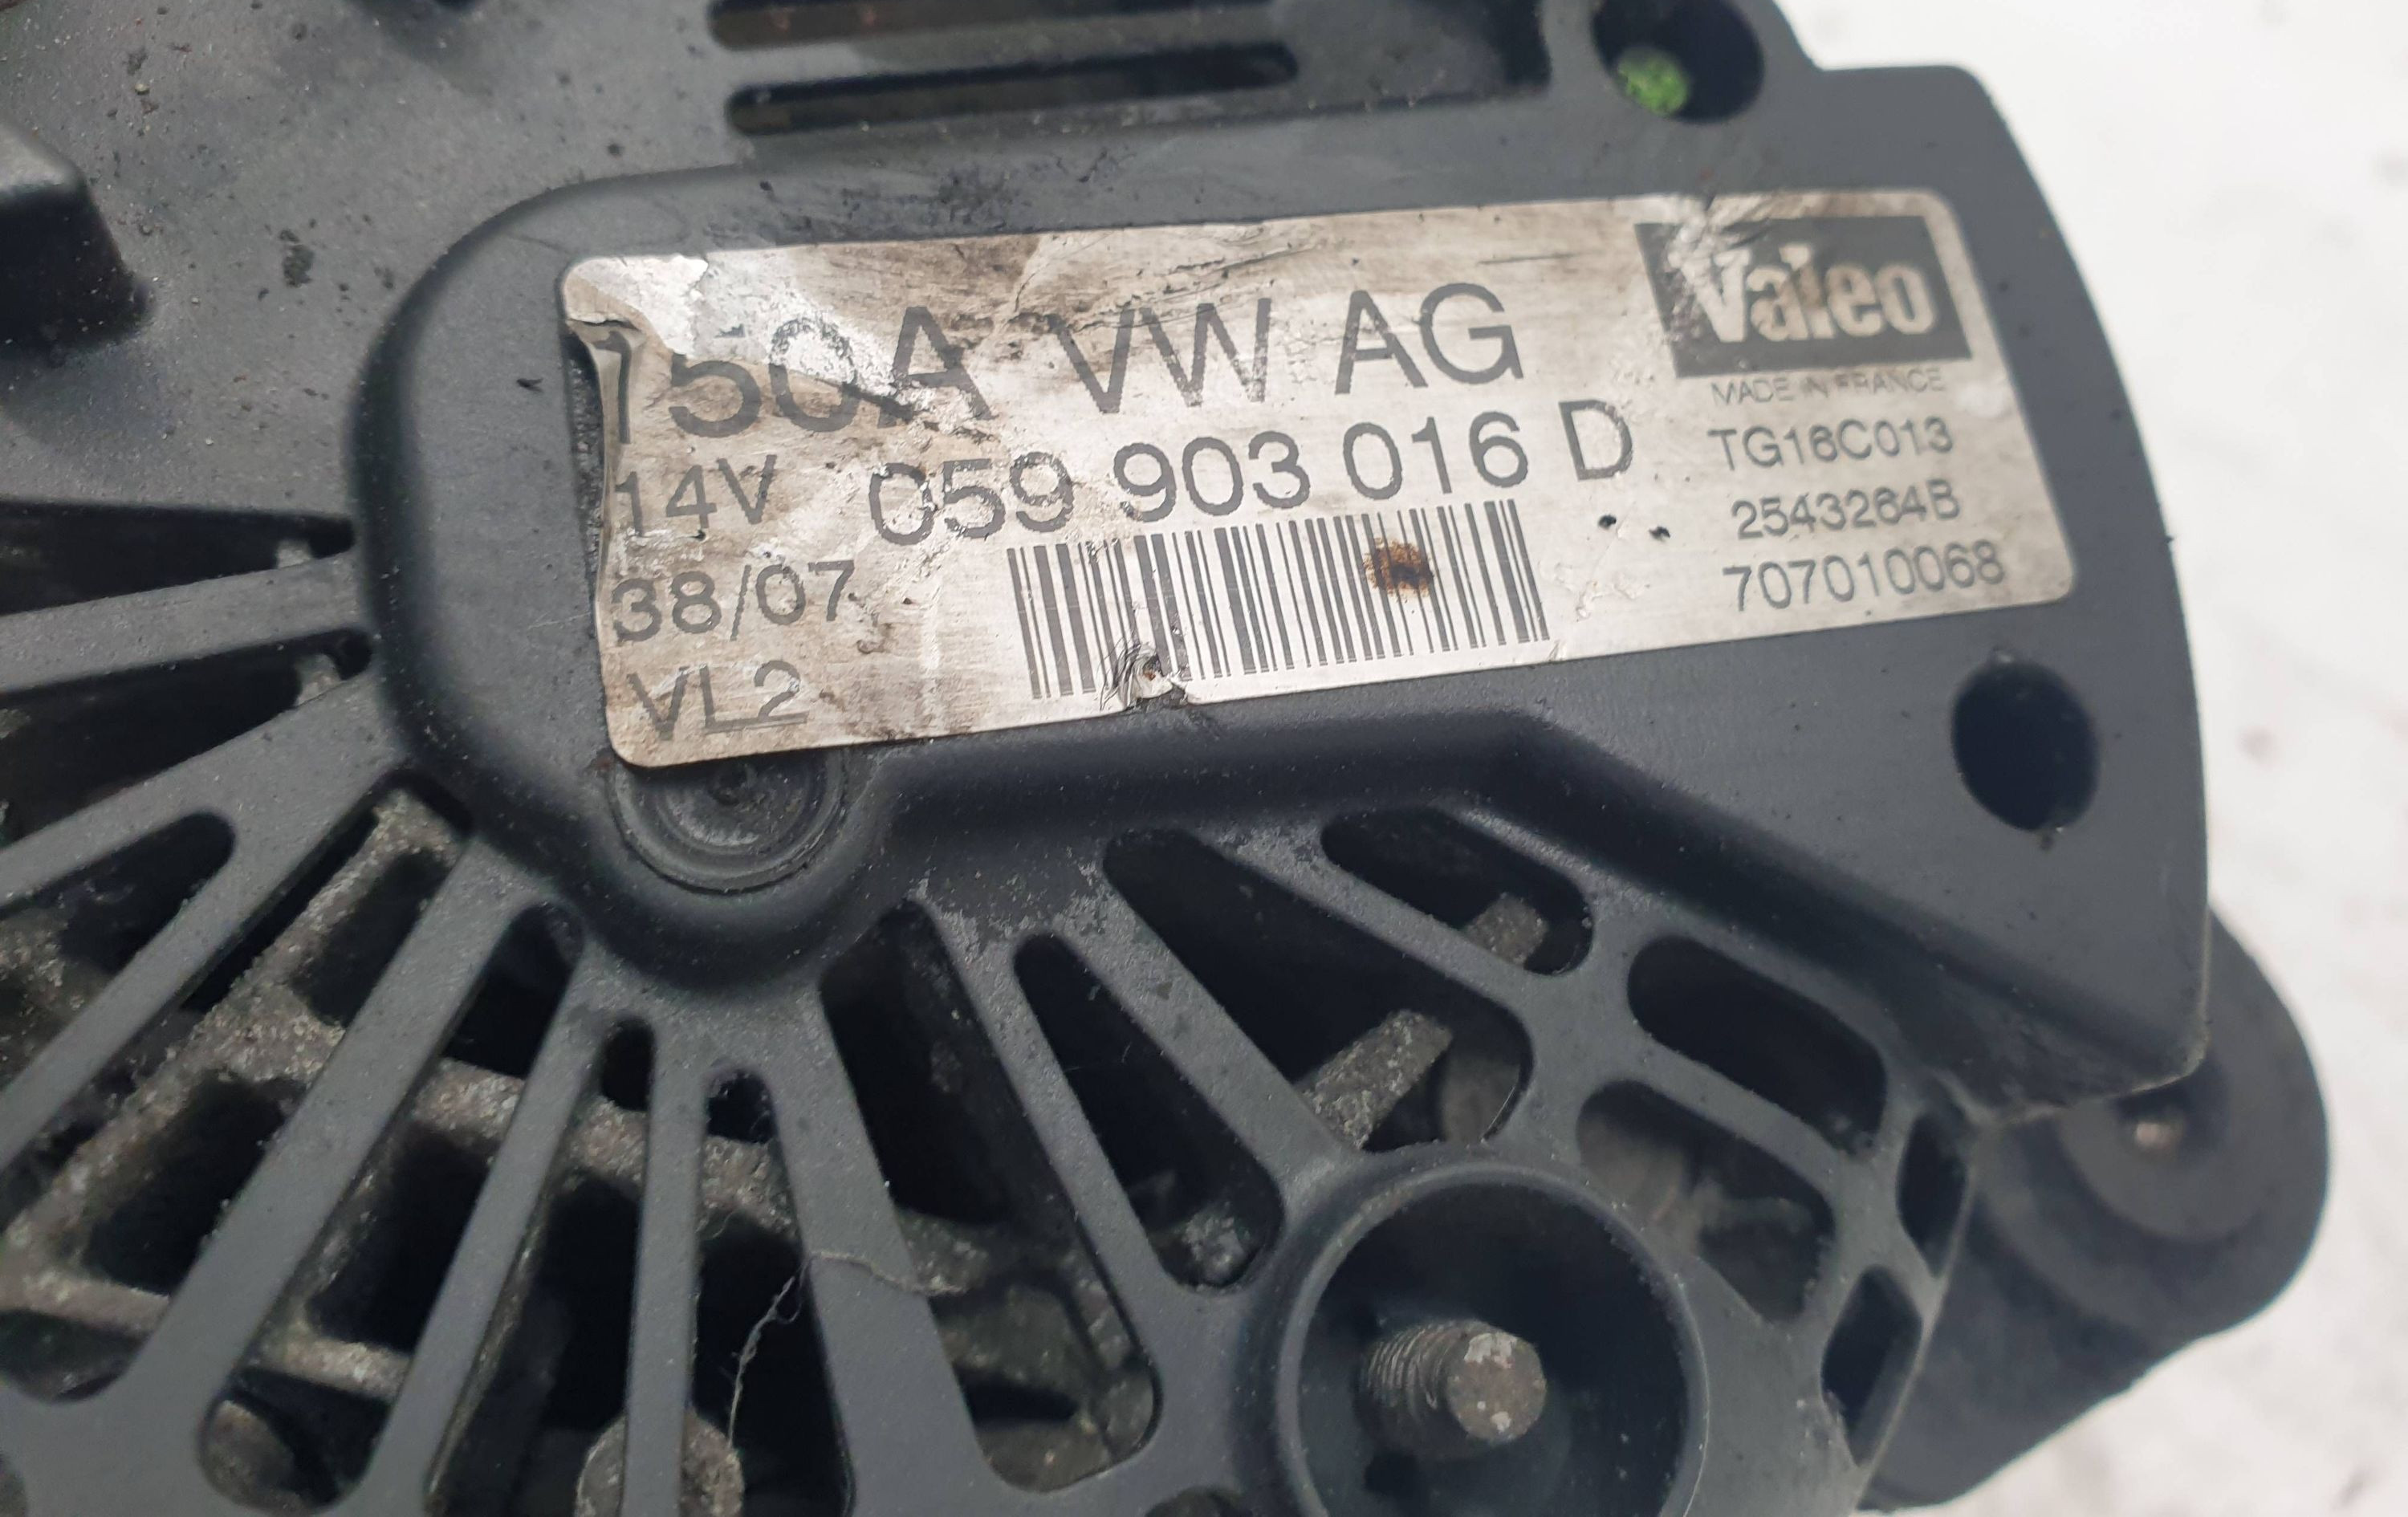 150A VW AG
14V 059 903 016 D
38/07
VL2
Valeo
MADE IN FRANCE
TG16C013
2543264B
707010068